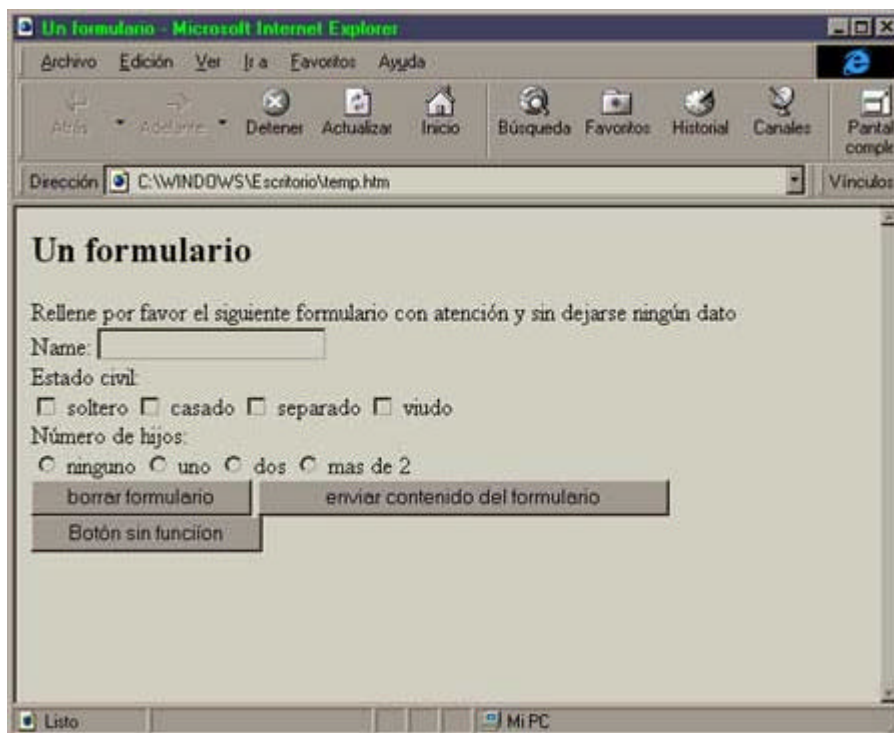 Un formulario - Microsoft Internet Explorer
Archivo Edición Ver Ir a Favoritos Ayuda
Atrás Adelante Detener Actualizar Inicio Búsqueda Favoritos Historial Canales Pantal
comple
Dirección C:\WINDOWS\Escritorio\temp.htm Vínculos
Un formulario
Rellene por favor el siguiente formulario con atención y sin dejarse ningún dato
Name:
Estado civil:
soltero casado separado viudo
Número de hijos:
ninguno uno dos mas de 2
borrar formulario enviar contenido del formulario
Botón sin funciion
Listo Mi PC